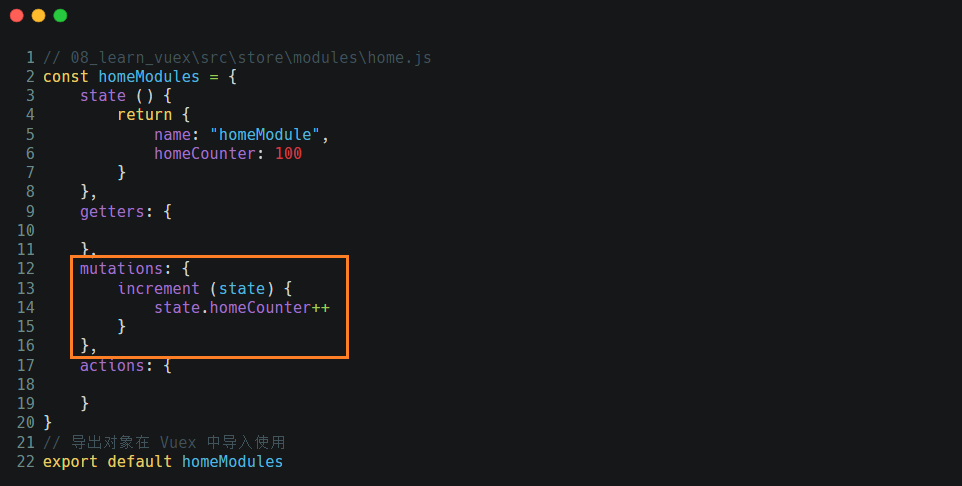 1 // 08_learn_vuex\src\store\modules\home.js
2 const homeModules = {
3     state () {
4         return {
5             name: "homeModule",
6             homeCounter: 100
7         }
8     },
9     getters: {
10
11     },
12     mutations: {
13         increment (state) {
14             state.homeCounter++
15         }
16     },
17     actions: {
18
19     }
20 }
21 // 导出对象在 Vuex 中导入使用
22 export default homeModules